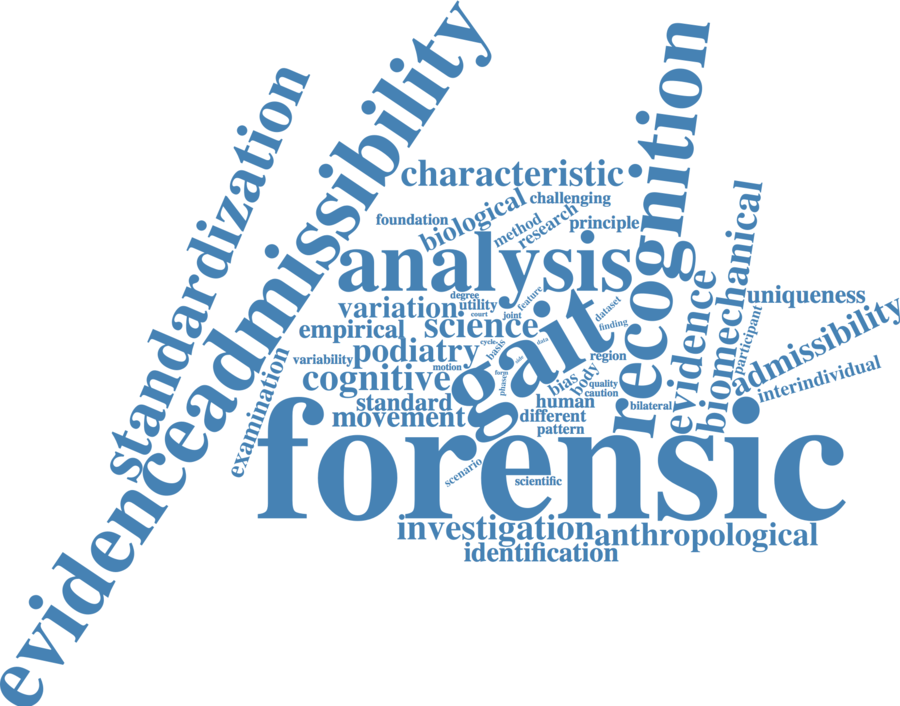 evidenceadmissibility
standardization
characteristic
recognition
challenging
biological
foundation
method
research
principle
analysis
biomechanical
uniqueness
degree
feature
variation
utility
court
joint
dataset
evidence
participant
admissibility
empirical
science
finding
cycle
data
basis
gait
variability
podiatry
motion
region
interindividual
examination
cognitive
bias
body
quality
caution
standard
human
bilateral
movement
different
pattern
forensic
scenario
scientific
investigation
anthropological
identification